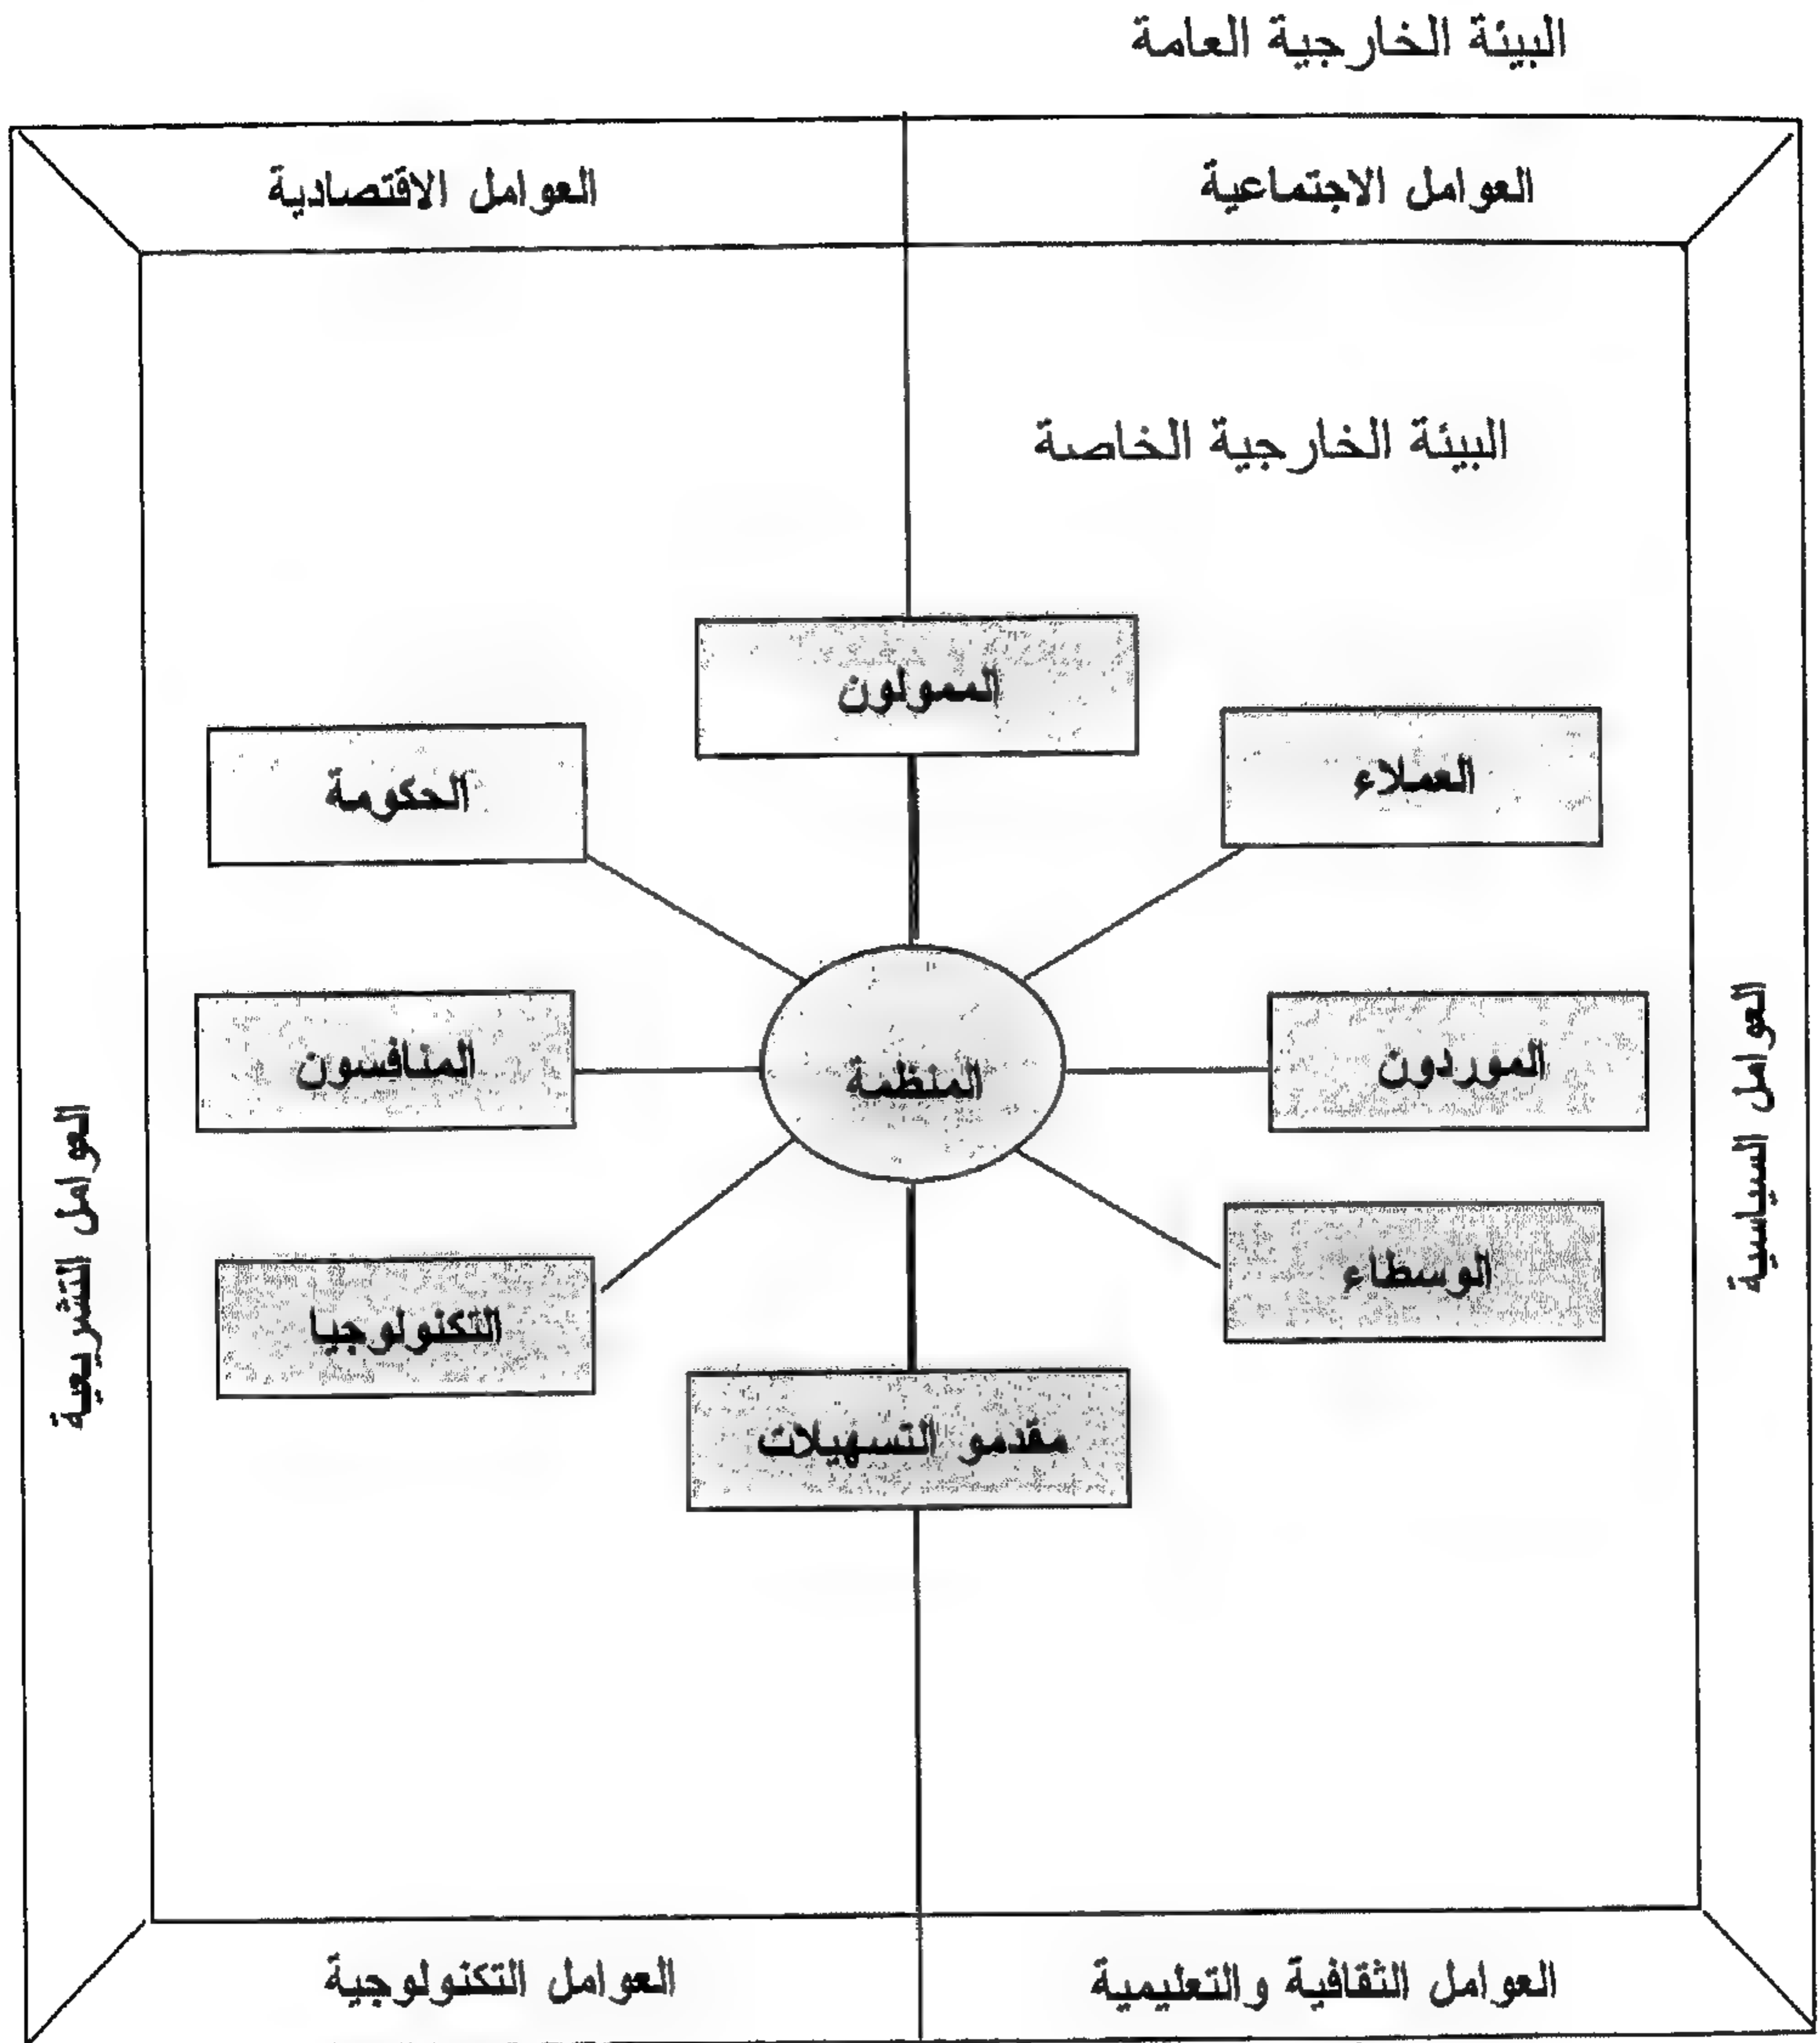 البيئة الخارجية العامة
العوامل الاجتماعية
العوامل الاقتصادية
البيئة الخارجية الخاصة
الممولون
العملاء
الحكومة
الموردون
المنظمة
المنافسون
العوامل السياسية
العوامل التشريعية
الوسطاء
التكنولوجيا
مقدمو التسهيلات
العوامل الثقافية والتعليمية
العوامل التكنولوجية